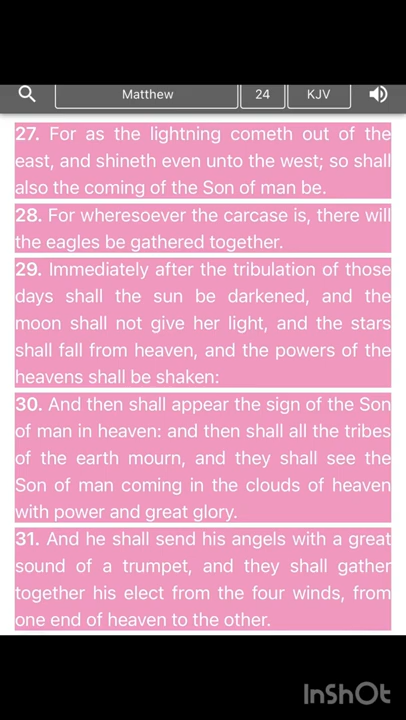 Matthew 24 KJV
27. For as the lightning cometh out of the
east, and shineth even unto the west; so shall
also the coming of the Son of man be.
28. For wheresoever the carcase is, there will
the eagles be gathered together.
29. Immediately after the tribulation of those
days shall the sun be darkened, and the
moon shall not give her light, and the stars
shall fall from heaven, and the powers of the
heavens shall be shaken:
30. And then shall appear the sign of the Son
of man in heaven: and then shall all the tribes
of the earth mourn, and they shall see the
Son of man coming in the clouds of heaven
with power and great glory.
31. And he shall send his angels with a great
sound of a trumpet, and they shall gather
together his elect from the four winds, from
one end of heaven to the other.
InShOt